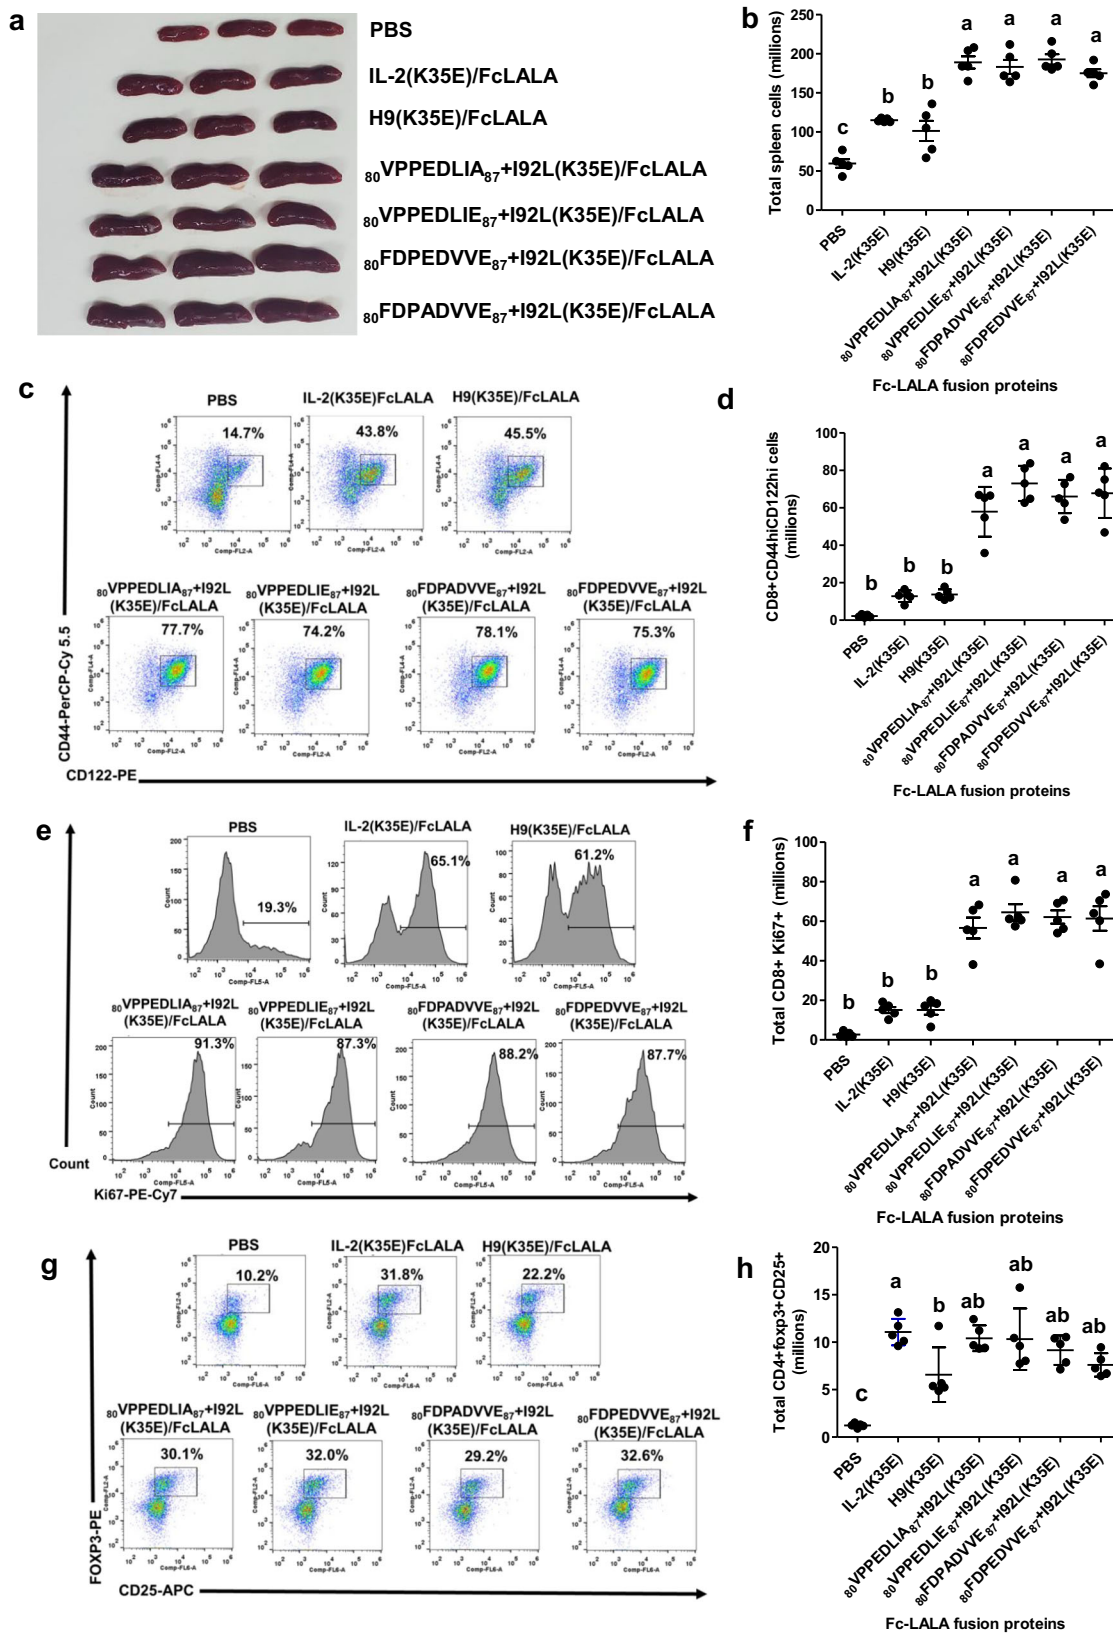 a
PBS
IL-2(K35E)/FcLALA
H9(K35E)/FcLALA
80VPPEDLIA87+I92L(K35E)/FcLALA
80VPPEDLIE87+I92L(K35E)/FcLALA
80FDPEDVVE87+I92L(K35E)/FcLALA
80FDPADVVE87+I92L(K35E)/FcLALA
b
Total spleen cells (millions)
250
200
150
100
50
0
c
b
b
a
a
a
a
PBS
IL-2(K35E)
H9(K35E)
80VPPEDLIA87+I92L(K35E)
80VPPEDLIE87+I92L(K35E)
80FDPADVVE87+I92L(K35E)
80FDPEDVVE87+I92L(K35E)
Fc-LALA fusion proteins
c
CD44-PerCP-Cy 5.5
PBS
14.7%
IL-2(K35E)FcLALA
43.8%
H9(K35E)/FcLALA
45.5%
80VPPEDLIA87+I92L
(K35E)/FcLALA
77.7%
80VPPEDLIE87+I92L
(K35E)/FcLALA
74.2%
80FDPADVVE87+I92L
(K35E)/FcLALA
78.1%
80FDPEDVVE87+I92L
(K35E)/FcLALA
75.3%
Comp-FL4-A
Comp-FL2-A
CD122-PE
d
CD8+CD44hiCD122hi cells
(millions)
100
80
60
40
20
0
b
b
b
a
a
a
a
PBS
IL-2(K35E)
H9(K35E)
80VPPEDLIA87+I92L(K35E)
80VPPEDLIE87+I92L(K35E)
80FDPADVVE87+I92L(K35E)
80FDPEDVVE87+I92L(K35E)
Fc-LALA fusion proteins
e
PBS
19.3%
IL-2(K35E)/FcLALA
65.1%
H9(K35E)/FcLALA
61.2%
80VPPEDLIA87+I92L
(K35E)/FcLALA
91.3%
80VPPEDLIE87+I92L
(K35E)/FcLALA
87.3%
80FDPADVVE87+I92L
(K35E)/FcLALA
88.2%
80FDPEDVVE87+I92L
(K35E)/FcLALA
87.7%
Count
Comp-FL5-A
Count
Ki67-PE-Cy7
f
Total CD8+ Ki67+ (millions)
100
80
60
40
20
0
b
b
b
a
a
a
a
PBS
IL-2(K35E)
H9(K35E)
80VPPEDLIA87+I92L(K35E)
80VPPEDLIE87+I92L(K35E)
80FDPADVVE87+I92L(K35E)
80FDPEDVVE87+I92L(K35E)
Fc-LALA fusion proteins
g
FOXP3-PE
PBS
10.2%
IL-2(K35E)FcLALA
31.8%
H9(K35E)/FcLALA
22.2%
80VPPEDLIA87+I92L
(K35E)/FcLALA
30.1%
80VPPEDLIE87+I92L
(K35E)/FcLALA
32.0%
80FDPADVVE87+I92L
(K35E)/FcLALA
29.2%
80FDPEDVVE87+I92L
(K35E)/FcLALA
32.6%
Comp-FL2-A
Comp-FL6-A
CD25-APC
h
Total CD4+foxp3+CD25+
(millions)
20
15
10
5
0
c
a
b
ab
ab
ab
ab
PBS
IL-2(K35E)
H9(K35E)
80VPPEDLIA87+I92L(K35E)
80VPPEDLIE87+I92L(K35E)
80FDPADVVE87+I92L(K35E)
80FDPEDVVE87+I92L(K35E)
Fc-LALA fusion proteins